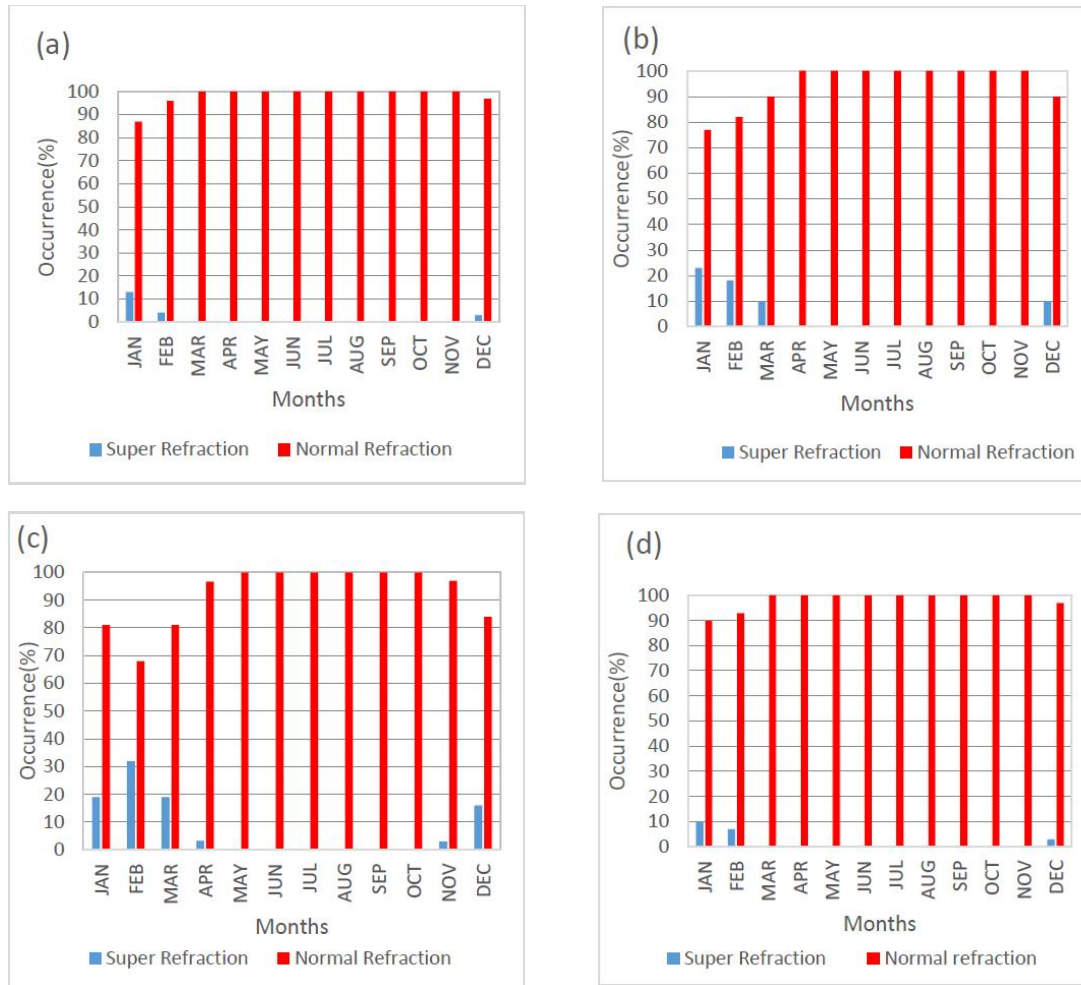 (a)
100
90
80
70
60
50
40
30
20
10
0
Occurrence(%)
JAN FEB MAR APR MAY JUN JUL AUG SEP OCT NOV DEC
Months
Super Refraction Normal Refraction
(b)
100
90
80
70
60
50
40
30
20
10
0
Occurrence(%)
JAN FEB MAR APR MAY JUN JUL AUG SEP OCT NOV DEC
Months
Super Refraction Normal Refraction
(c)
100
90
80
70
60
50
40
30
20
10
0
Occurrence(%)
JAN FEB MAR APR MAY JUN JUL AUG SEP OCT NOV DEC
Months
Super Refraction Normal Refraction
(d)
100
90
80
70
60
50
40
30
20
10
0
Occurrence(%)
JAN FEB MAR APR MAY JUN JUL AUG SEP OCT NOV DEC
Months
Super Refraction Normal refraction